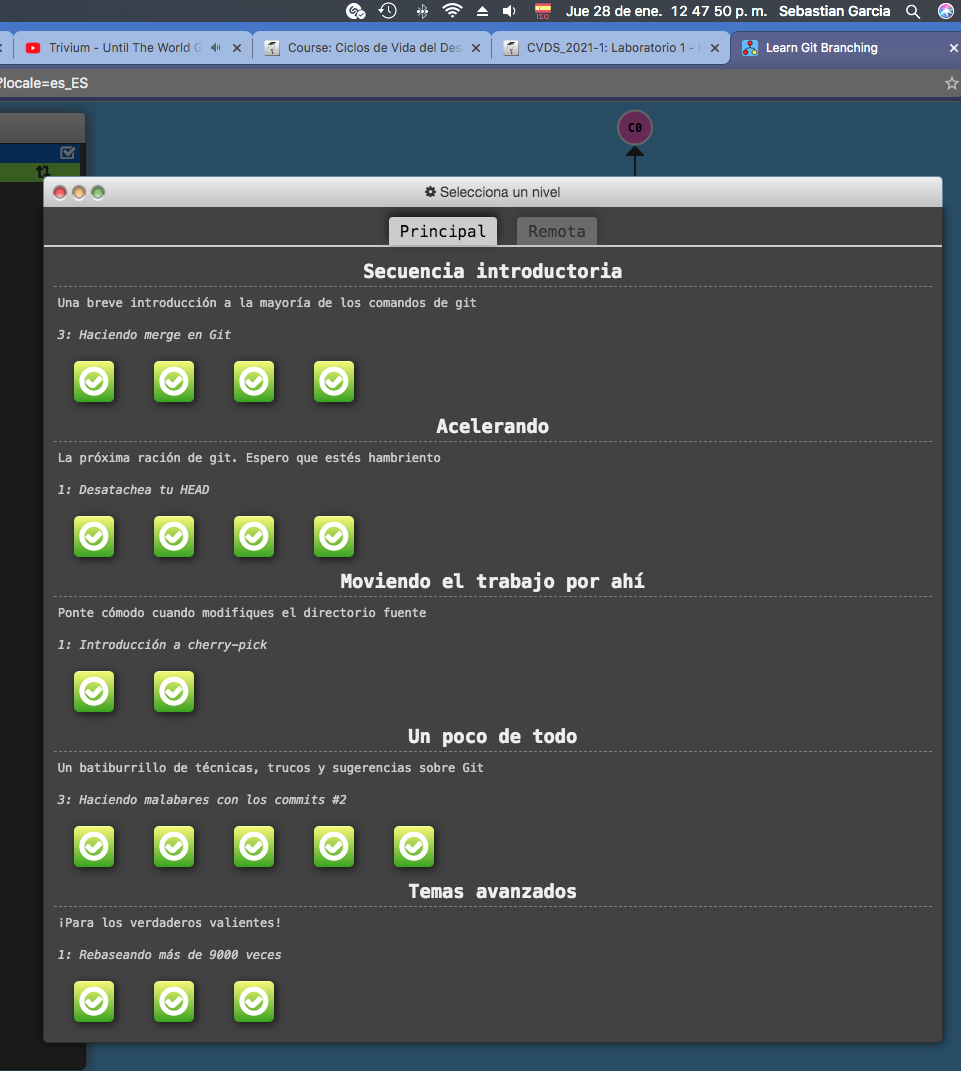 Jue 28 de ene. 12 47 50 p. m. Sebastian Garcia
ISO
Trivium - Until The World G
Course: Ciclos de Vida del Des
CVDS_2021-1: Laboratorio 1 -
Learn Git Branching
?locale=es_ES
C0
Selecciona un nivel
Principal Remota
Secuencia introductoria
Una breve introducción a la mayoría de los comandos de git
3: Haciendo merge en Git
Acelerando
La próxima ración de git. Espero que estés hambriento
1: Desatachea tu HEAD
Moviendo el trabajo por ahí
Ponte cómodo cuando modifiques el directorio fuente
1: Introducción a cherry-pick
Un poco de todo
Un batiburrillo de técnicas, trucos y sugerencias sobre Git
3: Haciendo malabares con los commits #2
Temas avanzados
¡Para los verdaderos valientes!
1: Rebaseando más de 9000 veces